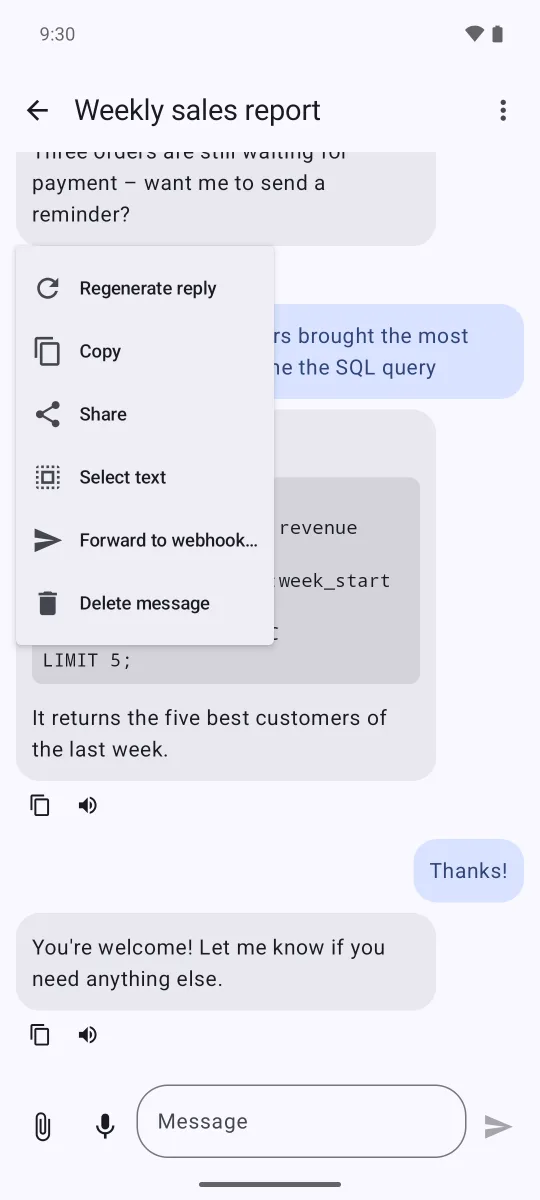 9:30
Weekly sales report
Three orders are still waiting for
payment – want me to send a
reminder?
Regenerate reply
Copy
Share
Select text
Forward to webhook…
Delete message
brought the most
the SQL query
revenue
week_start
LIMIT 5;
It returns the five best customers of
the last week.
Thanks!
You're welcome! Let me know if you
need anything else.
Message